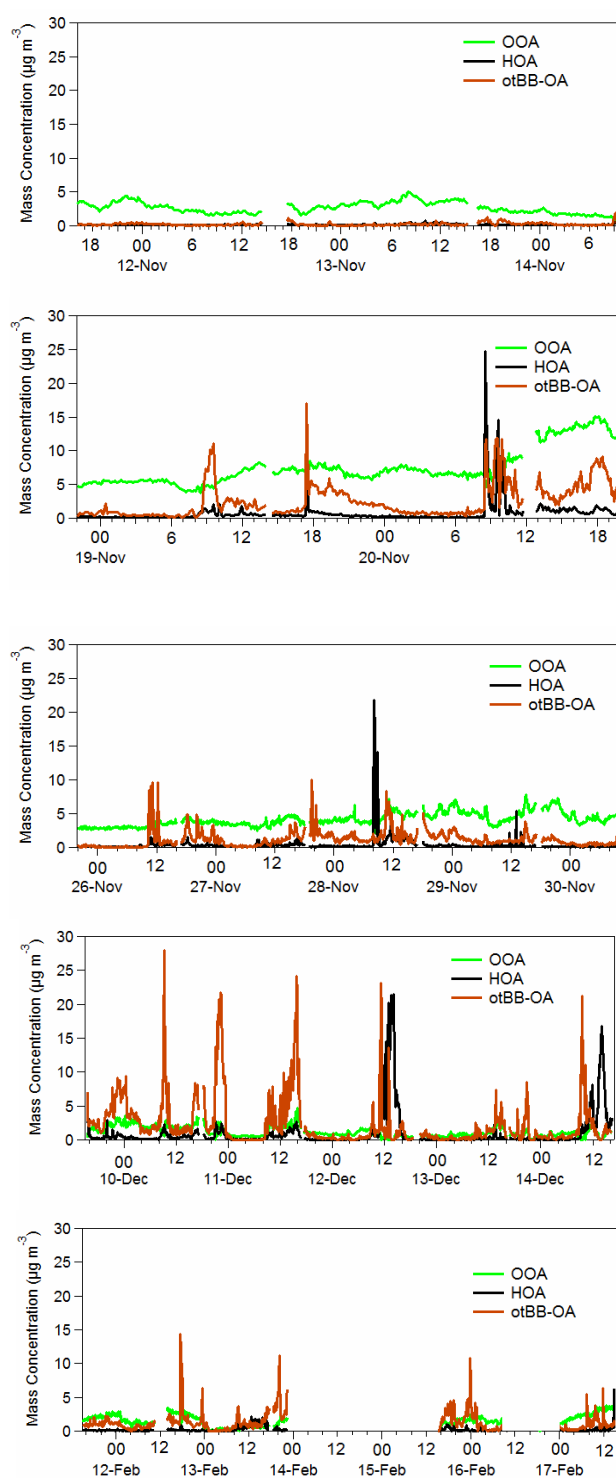 30
25
20
15
10
5
0
Mass Concentration (µg m⁻³)
OOA
HOA
otBB-OA
18 00 6 12 18 00 6 12 18 00 6
12-Nov 13-Nov 14-Nov
30
25
20
15
10
5
0
Mass Concentration (µg m⁻³)
OOA
HOA
otBB-OA
00 6 12 18 00 6 12 18
19-Nov 20-Nov
30
25
20
15
10
5
0
Mass Concentration (µg m⁻³)
OOA
HOA
otBB-OA
00 12 00 12 00 12 00 12 00
26-Nov 27-Nov 28-Nov 29-Nov 30-Nov
30
25
20
15
10
5
0
Mass Concentration (µg m⁻³)
OOA
HOA
otBB-OA
00 12 00 12 00 12 00 12 00 12
10-Dec 11-Dec 12-Dec 13-Dec 14-Dec
30
25
20
15
10
5
0
Mass Concentration (µg m⁻³)
OOA
HOA
otBB-OA
00 12 00 12 00 12 00 12 00 12 00 12
12-Feb 13-Feb 14-Feb 15-Feb 16-Feb 17-Feb